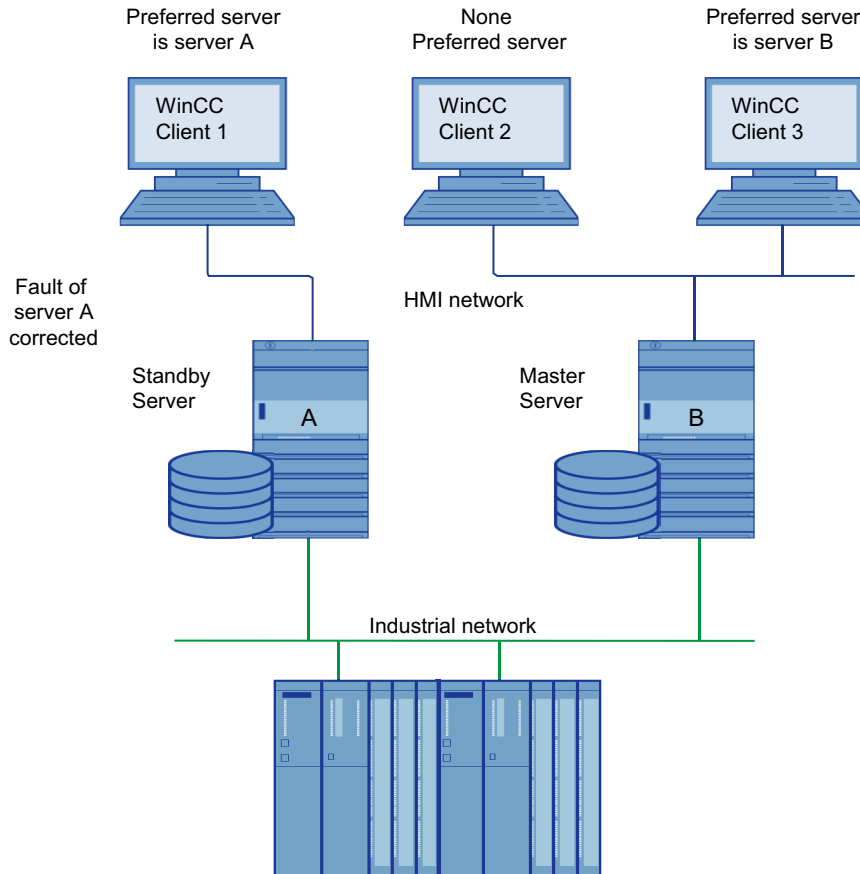 Preferred server
is server A
None
Preferred server
Preferred server
is server B
WinCC
Client 1
WinCC
Client 2
WinCC
Client 3
Fault of
server A
corrected
HMI network
Standby
Server
A
Master
Server
B
Industrial network